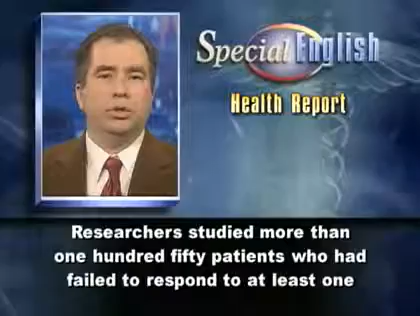 Special English
Health Report
Researchers studied more than
one hundred fifty patients who had
failed to respond to at least one